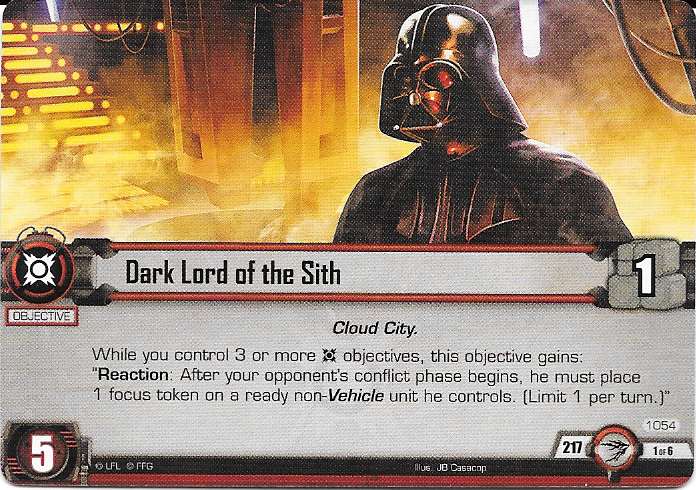 Dark Lord of the Sith
1
OBJECTIVE
Cloud City.
While you control 3 or more objectives, this objective gains:
"Reaction: After your opponent's conflict phase begins, he must place
1 focus token on a ready non-Vehicle unit he controls. (Limit 1 per turn.)"
1054
5
© LFL © FFG
Illus. JB Casacop
217
1 OF 6